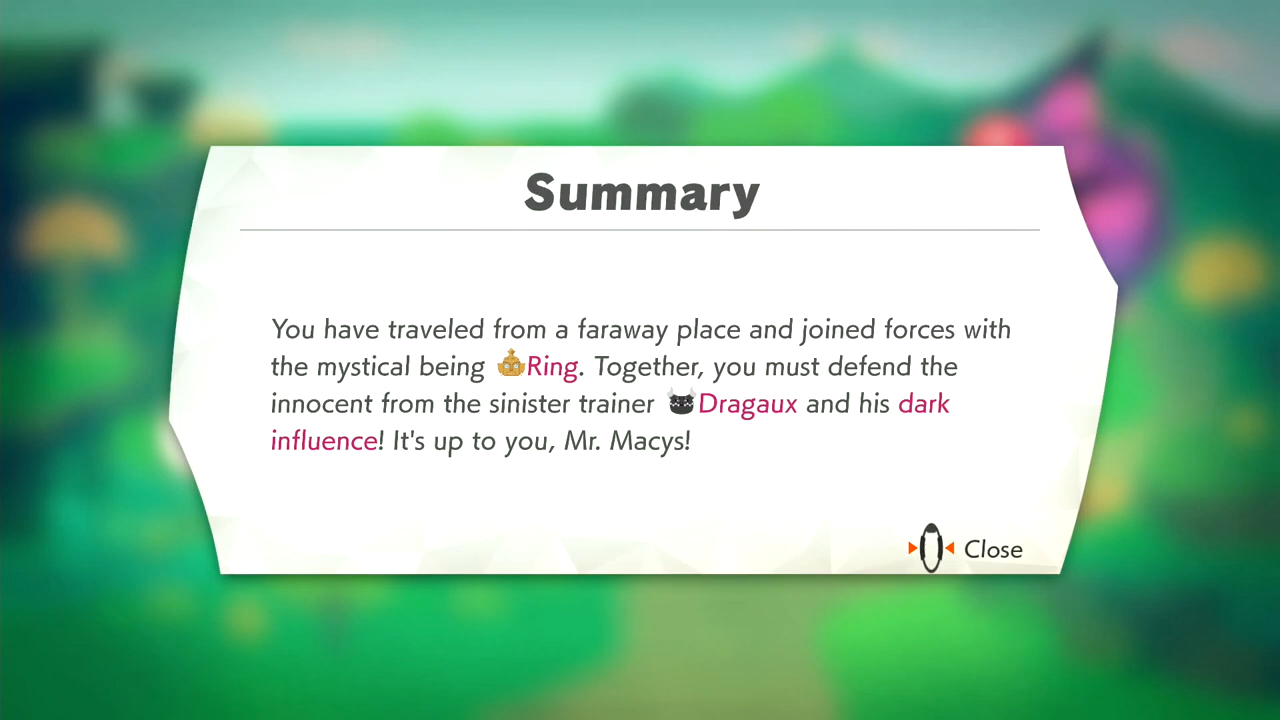 Summary
You have traveled from a faraway place and joined forces with
the mystical being Ring. Together, you must defend the
innocent from the sinister trainer Dragaux and his dark
influence! It's up to you, Mr. Macys!
Close